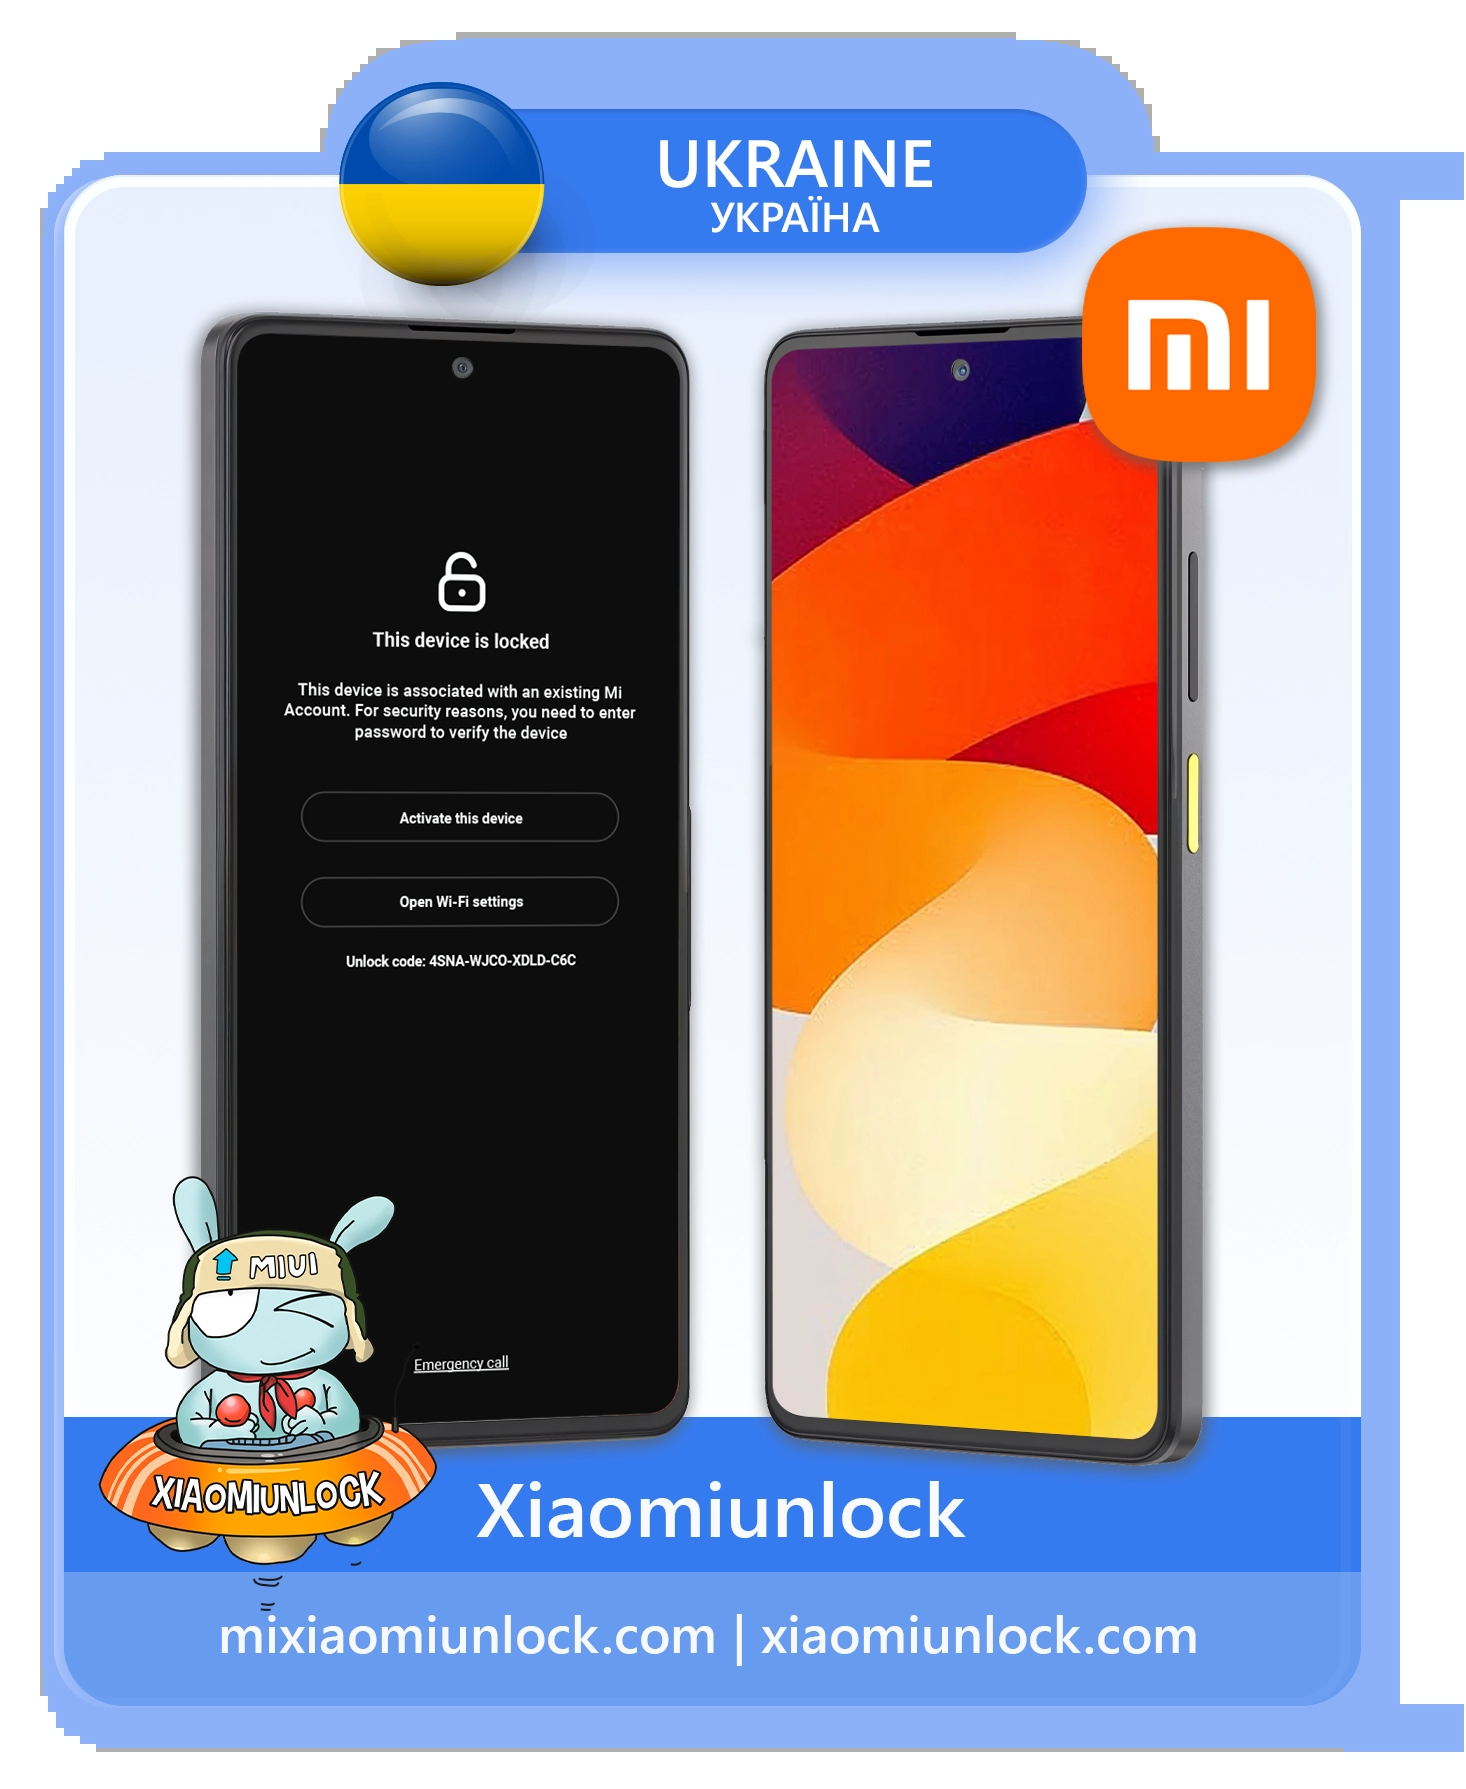 UKRAINE
УКРАЇНА
mi
This device is locked
This device is associated with an existing Mi
Account. For security reasons, you need to enter
password to verify the device
Activate this device
Open Wi-Fi settings
Unlock code: 4SNA-WJCO-XDLD-C6C
MIUI
Emergency call
XIAOMIUNLOCK
Xiaomiunlock
mixiaomiunlock.com | xiaomiunlock.com